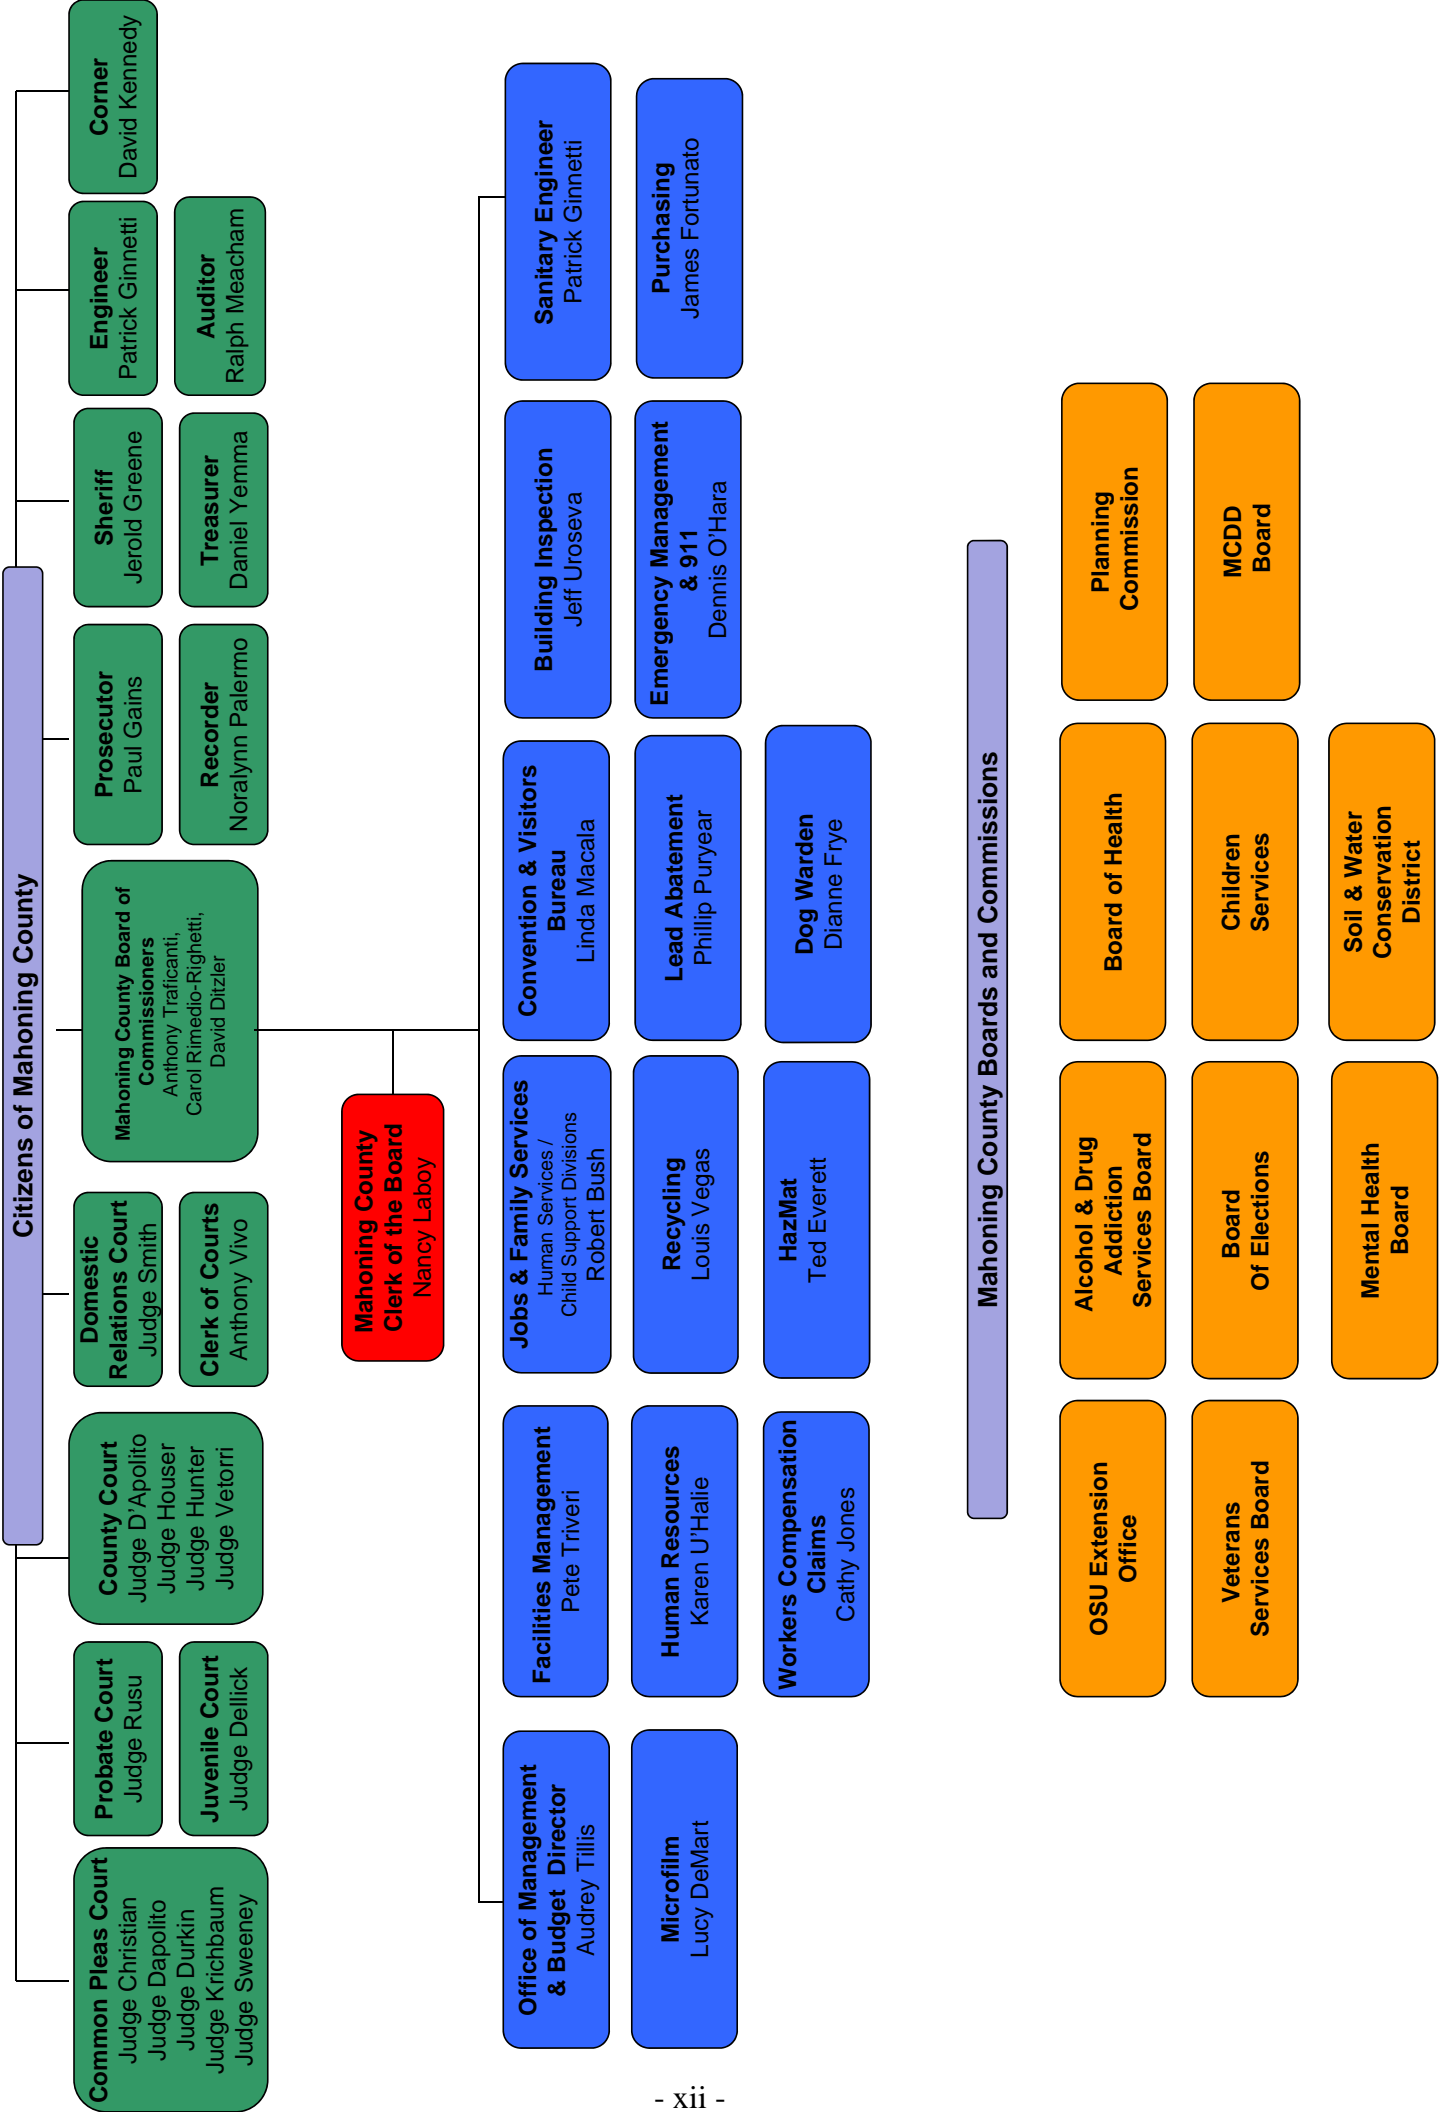 Citizens of Mahoning County
Common Pleas Court
Judge Christian
Judge Dapolito
Judge Durkin
Judge Krichbaum
Judge Sweeney
Probate Court
Judge Rusu
Juvenile Court
Judge Dellick
County Court
Judge D'Apolito
Judge Houser
Judge Hunter
Judge Vetorri
Domestic
Relations Court
Judge Smith
Clerk of Courts
Anthony Vivo
Mahoning County Board of
Commissioners
Anthony Traficanti,
Carol Rimedio-Righetti,
David Ditzler
Prosecutor
Paul Gains
Recorder
Noralynn Palermo
Sheriff
Jerold Greene
Treasurer
Daniel Yemma
Engineer
Patrick Ginnetti
Auditor
Ralph Meacham
Corner
David Kennedy
Mahoning County
Clerk of the Board
Nancy Laboy
Office of Management
& Budget Director
Audrey Tillis
Facilities Management
Pete Triveri
Jobs & Family Services
Human Services /
Child Support Divisions
Robert Bush
Convention & Visitors
Bureau
Linda Macala
Building Inspection
Jeff Uroseva
Sanitary Engineer
Patrick Ginnetti
Microfilm
Lucy DeMart
Human Resources
Karen U'Halie
Recycling
Louis Vegas
Lead Abatement
Phillip Puryear
Emergency Management
& 911
Dennis O'Hara
Purchasing
James Fortunato
Workers Compensation
Claims
Cathy Jones
HazMat
Ted Everett
Dog Warden
Dianne Frye
Mahoning County Boards and Commissions
OSU Extension
Office
Alcohol & Drug
Addiction
Services Board
Board of Health
Planning
Commission
Veterans
Services Board
Board
Of Elections
Children
Services
MCDD
Board
Mental Health
Board
Soil & Water
Conservation
District
- xii -